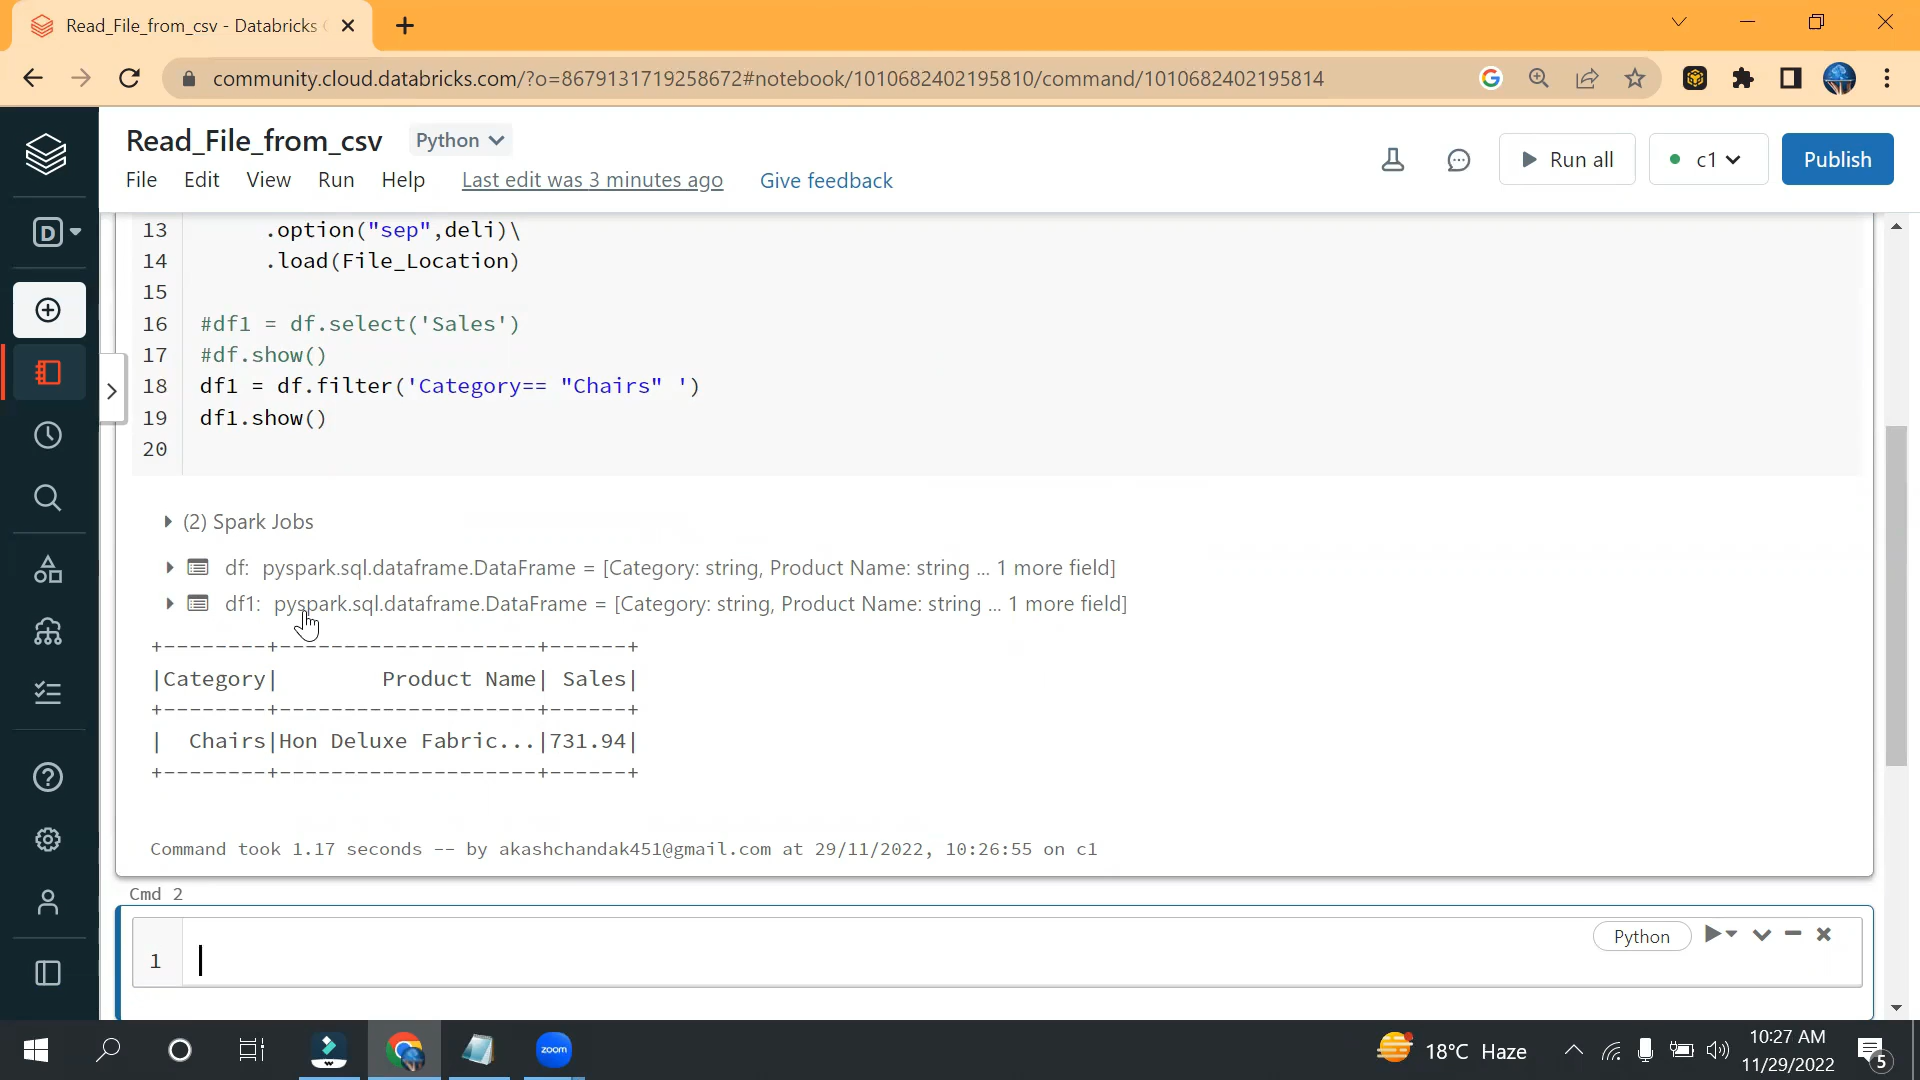 Read_File_from_csv - Databricks
community.cloud.databricks.com/?o=8679131719258672#notebook/1010682402195810/command/1010682402195814
Read_File_from_csv Python
File Edit View Run Help Last edit was 3 minutes ago Give feedback
Run all c1 Publish
D
13 .option("sep",deli)\
14 .load(File_Location)
15
16 #df1 = df.select('Sales')
17 #df.show()
18 df1 = df.filter('Category== "Chairs" ')
19 df1.show()
20
(2) Spark Jobs
df: pyspark.sql.dataframe.DataFrame = [Category: string, Product Name: string ... 1 more field]
df1: pyspark.sql.dataframe.DataFrame = [Category: string, Product Name: string ... 1 more field]
+--------+--------------------+------+
|Category|        Product Name| Sales|
+--------+--------------------+------+
|  Chairs|Hon Deluxe Fabric...|731.94|
+--------+--------------------+------+
Command took 1.17 seconds -- by akashchandak451@gmail.com at 29/11/2022, 10:26:55 on c1
Cmd 2
Python
1
zoom
18°C Haze
10:27 AM
11/29/2022
5